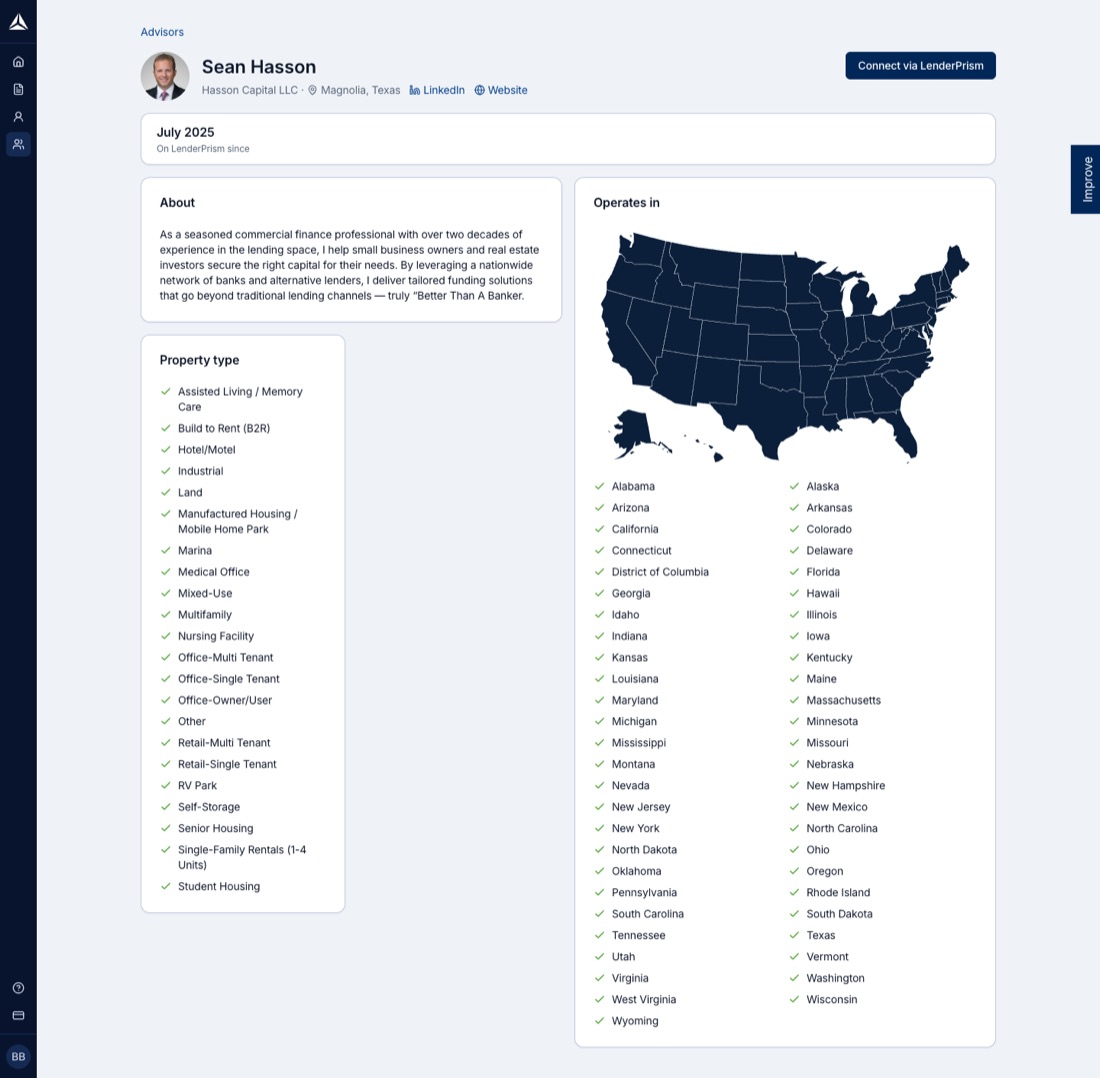 Advisors
Sean Hasson
Hasson Capital LLC · Magnolia, Texas LinkedIn Website
Connect via LenderPrism
July 2025
On LenderPrism since
Improve
About
As a seasoned commercial finance professional with over two decades of
experience in the lending space, I help small business owners and real estate
investors secure the right capital for their needs. By leveraging a nationwide
network of banks and alternative lenders, I deliver tailored funding solutions
that go beyond traditional lending channels — truly “Better Than A Banker.
Property type
Assisted Living / Memory
Care
Build to Rent (B2R)
Hotel/Motel
Industrial
Land
Manufactured Housing /
Mobile Home Park
Marina
Medical Office
Mixed-Use
Multifamily
Nursing Facility
Office-Multi Tenant
Office-Single Tenant
Office-Owner/User
Other
Retail-Multi Tenant
Retail-Single Tenant
RV Park
Self-Storage
Senior Housing
Single-Family Rentals (1-4
Units)
Student Housing
Operates in
Alabama Alaska
Arizona Arkansas
California Colorado
Connecticut Delaware
District of Columbia Florida
Georgia Hawaii
Idaho Illinois
Indiana Iowa
Kansas Kentucky
Louisiana Maine
Maryland Massachusetts
Michigan Minnesota
Mississippi Missouri
Montana Nebraska
Nevada New Hampshire
New Jersey New Mexico
New York North Carolina
North Dakota Ohio
Oklahoma Oregon
Pennsylvania Rhode Island
South Carolina South Dakota
Tennessee Texas
Utah Vermont
Virginia Washington
West Virginia Wisconsin
Wyoming
BB